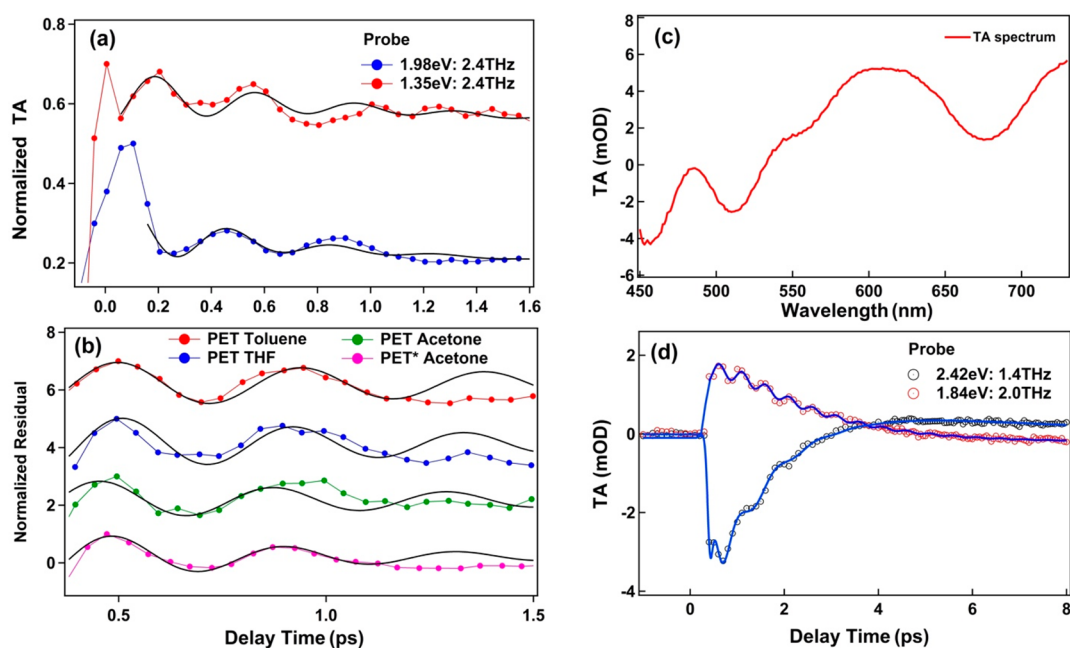 (a)
Probe
1.98eV: 2.4THz
1.35eV: 2.4THz
Normalized TA
0.8
0.6
0.4
0.2
0.0 0.2 0.4 0.6 0.8 1.0 1.2 1.4 1.6
(b)
PET Toluene PET Acetone
PET THF PET* Acetone
Normalized Residual
8
6
4
2
0
0.5 1.0 1.5
Delay Time (ps)
(c)
TA spectrum
TA (mOD)
8
6
4
2
0
-2
-4
-6
450 500 550 600 650 700
Wavelength (nm)
(d)
Probe
2.42eV: 1.4THz
1.84eV: 2.0THz
TA (mOD)
2
0
-2
-4
0 2 4 6 8
Delay Time (ps)